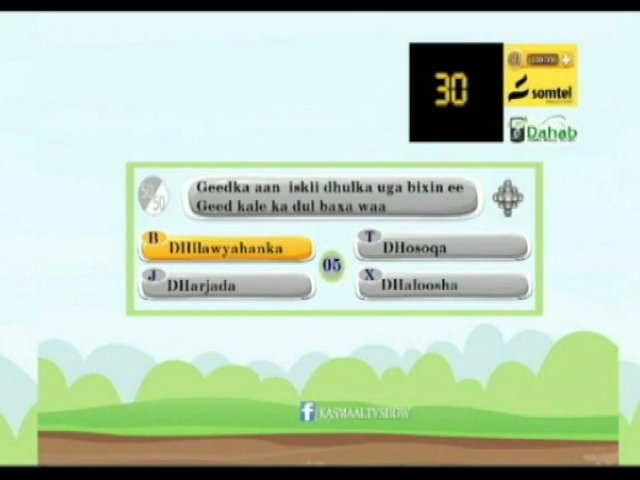 30
somtel
Dahab
50
50
Geedka aan iskii dhulka uga bixin ee
Geed kale ka dul baxa waa
B
DHilawyahanka
T
DHosoqa
05
J
DHarjada
X
DHaloosha
KASMAALTVSHOW